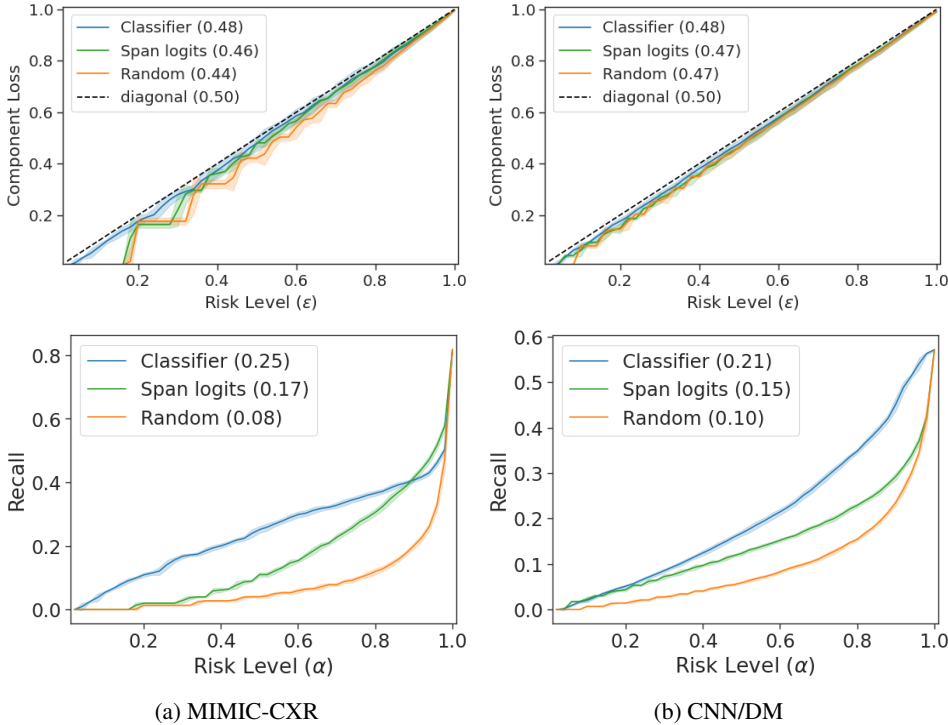 Component Loss
1.0
0.8
0.6
0.4
0.2
Classifier (0.48)
Span logits (0.46)
Random (0.44)
diagonal (0.50)
0.2 0.4 0.6 0.8 1.0
Risk Level (ε)
Component Loss
1.0
0.8
0.6
0.4
0.2
Classifier (0.48)
Span logits (0.47)
Random (0.47)
diagonal (0.50)
0.2 0.4 0.6 0.8 1.0
Risk Level (ε)
Recall
0.8
0.6
0.4
0.2
0.0
Classifier (0.25)
Span logits (0.17)
Random (0.08)
0.2 0.4 0.6 0.8 1.0
Risk Level (α)
Recall
0.6
0.5
0.4
0.3
0.2
0.1
0.0
Classifier (0.21)
Span logits (0.15)
Random (0.10)
0.2 0.4 0.6 0.8 1.0
Risk Level (α)
(a) MIMIC-CXR
(b) CNN/DM